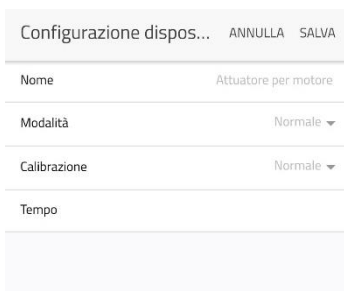 Configurazione dispos... ANNULLA SALVA
Nome Attuatore per motore
Modalità Normale
Calibrazione Normale
Tempo